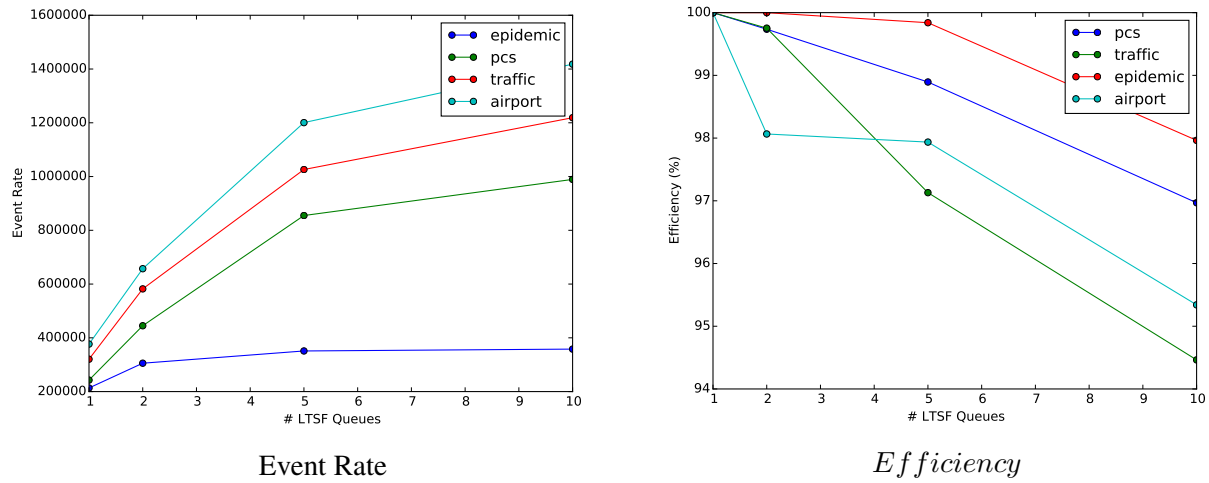 1600000
1400000
1200000
1000000
800000
600000
400000
200000
Event Rate
epidemic
pcs
traffic
airport
1 2 3 4 5 6 7 8 9 10
# LTSF Queues
Event Rate
100
99
98
97
96
95
94
Efficiency (%)
pcs
traffic
epidemic
airport
1 2 3 4 5 6 7 8 9 10
# LTSF Queues
Efficiency